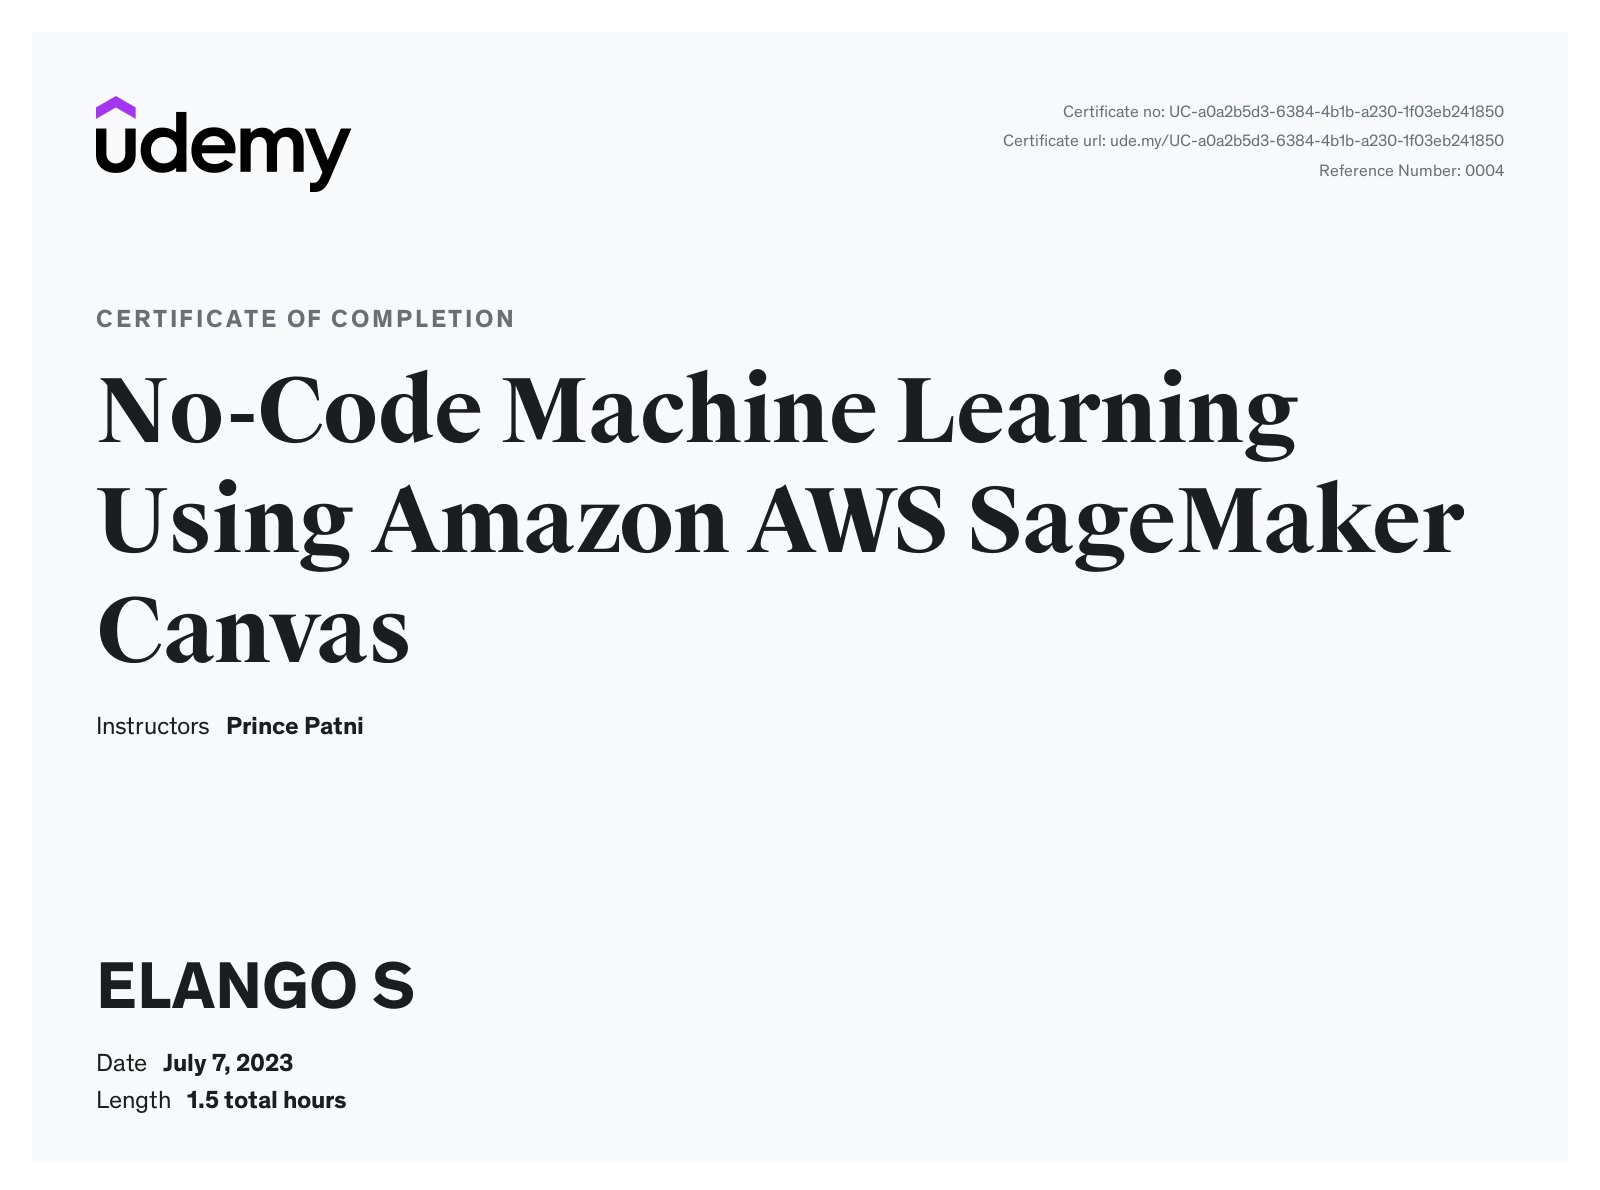 udemy
Certificate no: UC-a0a2b5d3-6384-4b1b-a230-1f03eb241850
Certificate url: ude.my/UC-a0a2b5d3-6384-4b1b-a230-1f03eb241850
Reference Number: 0004
CERTIFICATE OF COMPLETION
No-Code Machine Learning
Using Amazon AWS SageMaker
Canvas
Instructors Prince Patni
ELANGO S
Date July 7, 2023
Length 1.5 total hours